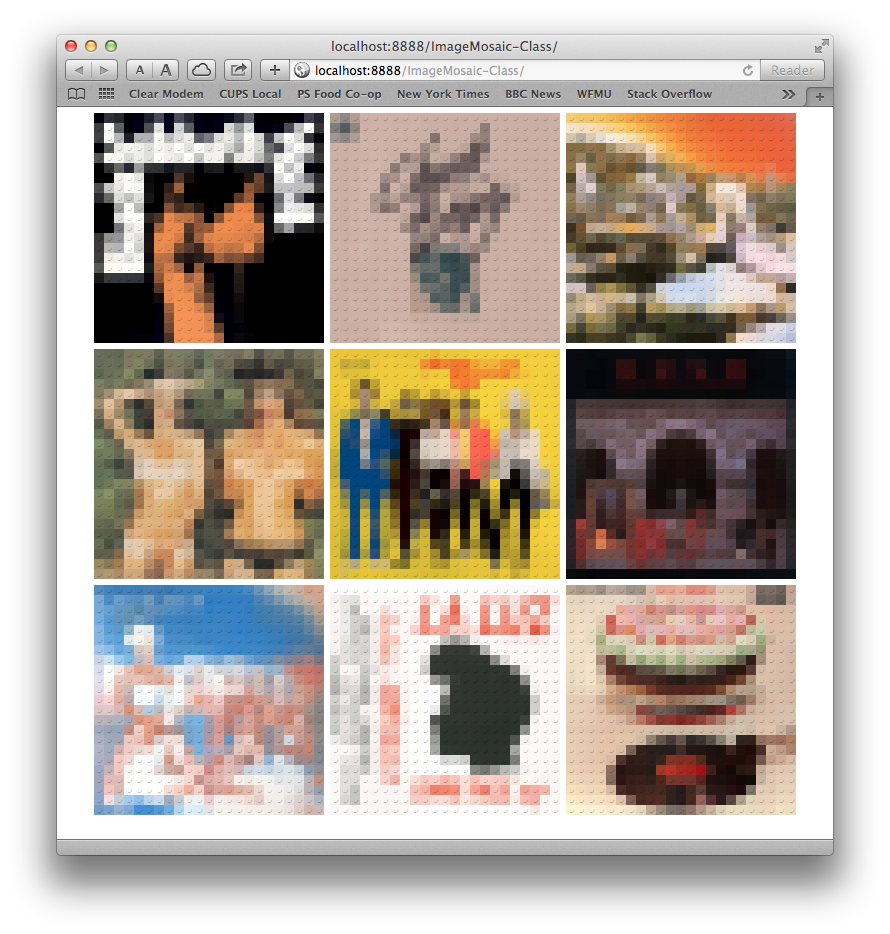 localhost:8888/ImageMosaic-Class/
A A + localhost:8888/ImageMosaic-Class/ Reader
Clear Modem CUPS Local PS Food Co-op New York Times BBC News WFMU Stack Overflow » +